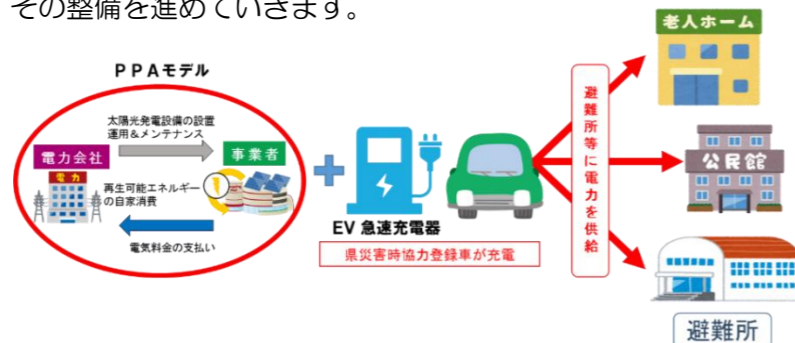 その整備を進めていきます。
PPAモデル
太陽光発電設備の設置
運用&メンテナンス
電力会社
事業者
電力
再生可能エネルギー
の自家消費
電気料金の支払い
EV 急速充電器
県災害時協力登録車が充電
避難所等に電力を供給
老人ホーム
公民館
避難所